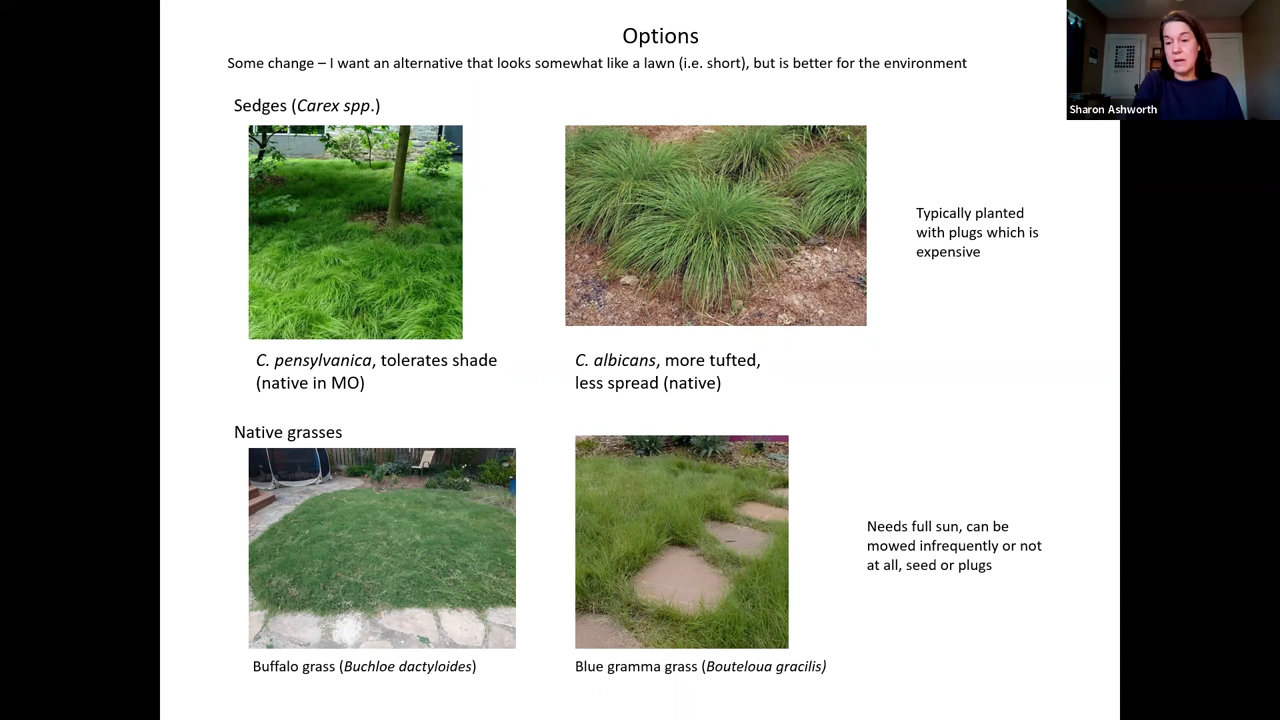 Options
Some change – I want an alternative that looks somewhat like a lawn (i.e. short), but is better for the environment
Sharon Ashworth
Sedges (Carex spp.)
Typically planted
with plugs which is
expensive
C. pensylvanica, tolerates shade
(native in MO)
C. albicans, more tufted,
less spread (native)
Native grasses
Needs full sun, can be
mowed infrequently or not
at all, seed or plugs
Buffalo grass (Buchloe dactyloides)
Blue gramma grass (Bouteloua gracilis)